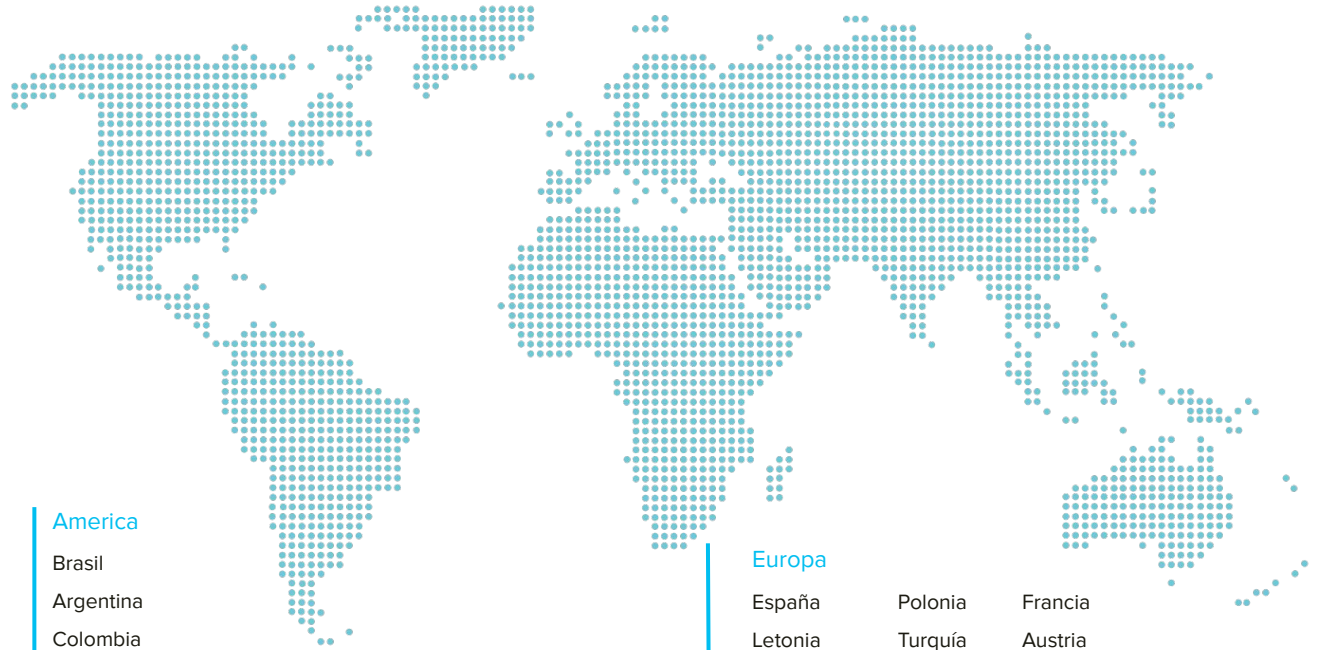 America
Brasil
Argentina
Colombia
Europa
España Polonia Francia
Letonia Turquía Austria